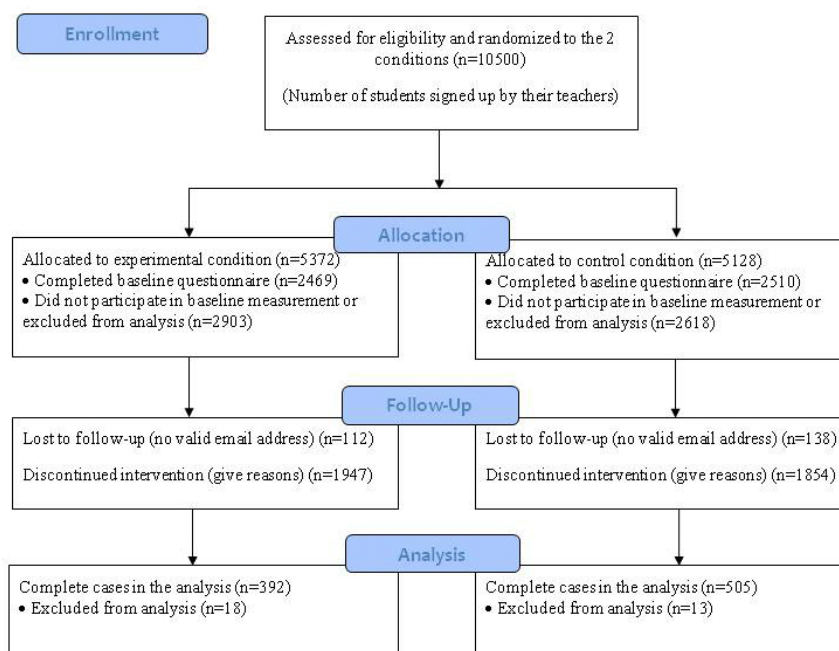 Enrollment
Assessed for eligibility and randomized to the 2
conditions (n=10500)
(Number of students signed up by their teachers)
Allocation
Allocated to experimental condition (n=5372)
• Completed baseline questionnaire (n=2469)
• Did not participate in baseline measurement or
excluded from analysis (n=2903)
Allocated to control condition (n=5128)
• Completed baseline questionnaire (n=2510)
• Did not participate in baseline measurement or
excluded from analysis (n=2618)
Follow-Up
Lost to follow-up (no valid email address) (n=112)
Discontinued intervention (give reasons) (n=1947)
Lost to follow-up (no valid email address) (n=138)
Discontinued intervention (give reasons) (n=1854)
Analysis
Complete cases in the analysis (n=392)
• Excluded from analysis (n=18)
Complete cases in the analysis (n=505)
• Excluded from analysis (n=13)